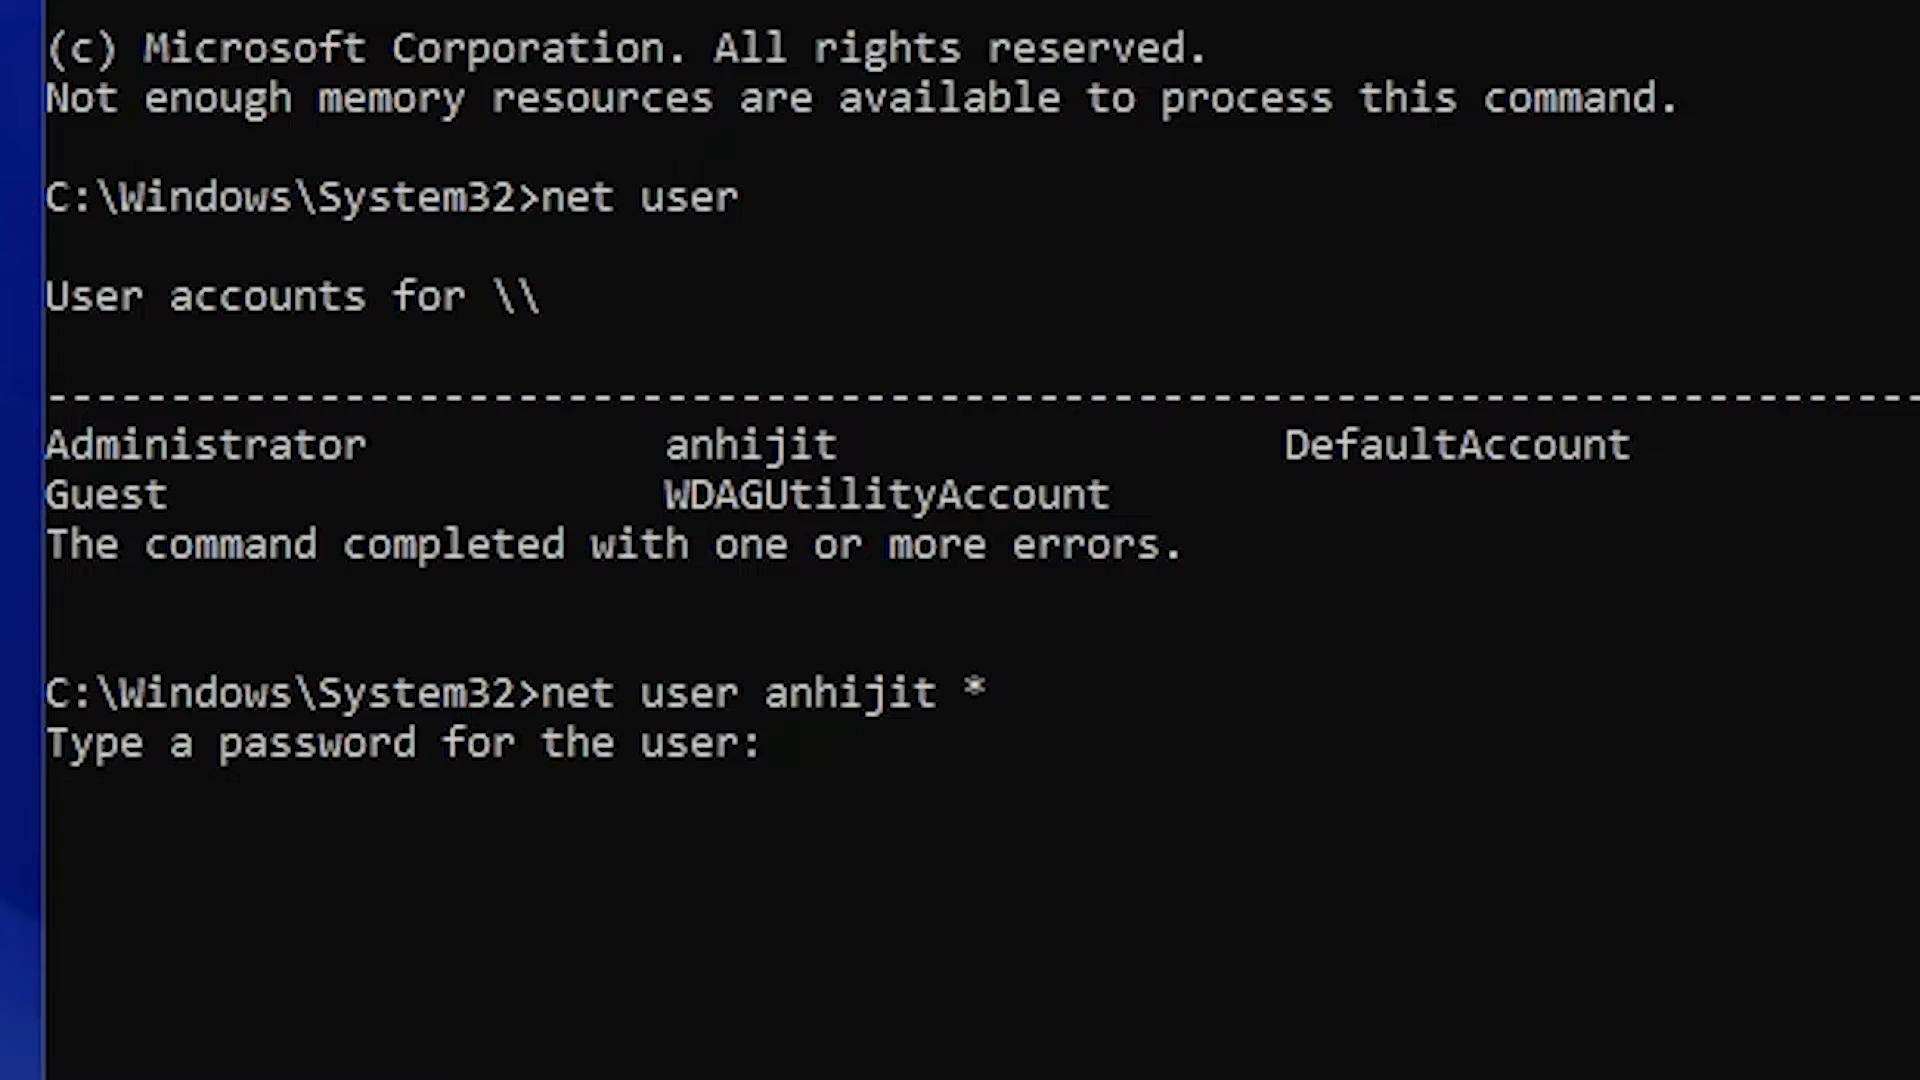 (c) Microsoft Corporation. All rights reserved.
Not enough memory resources are available to process this command.
C:\Windows\System32>net user
User accounts for \\
-------------------------------------------------------------------------------
Administrator anhijit DefaultAccount
Guest WDAGUtilityAccount
The command completed with one or more errors.
C:\Windows\System32>net user anhijit *
Type a password for the user: